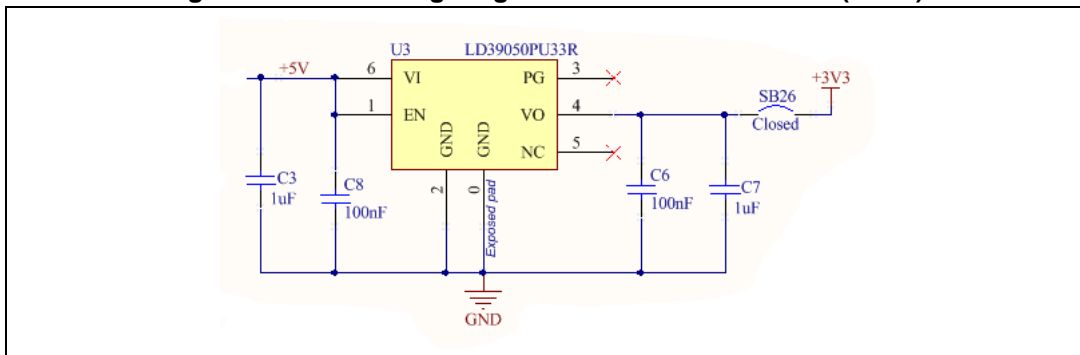 U3
LD39050PU33R
+5V
6
VI
PG
3
1
EN
VO
4
GND
GND
NC
5
+3V3
SB26
Closed
C3
1uF
C8
100nF
2
0
Exposed pad
C6
100nF
C7
1uF
GND